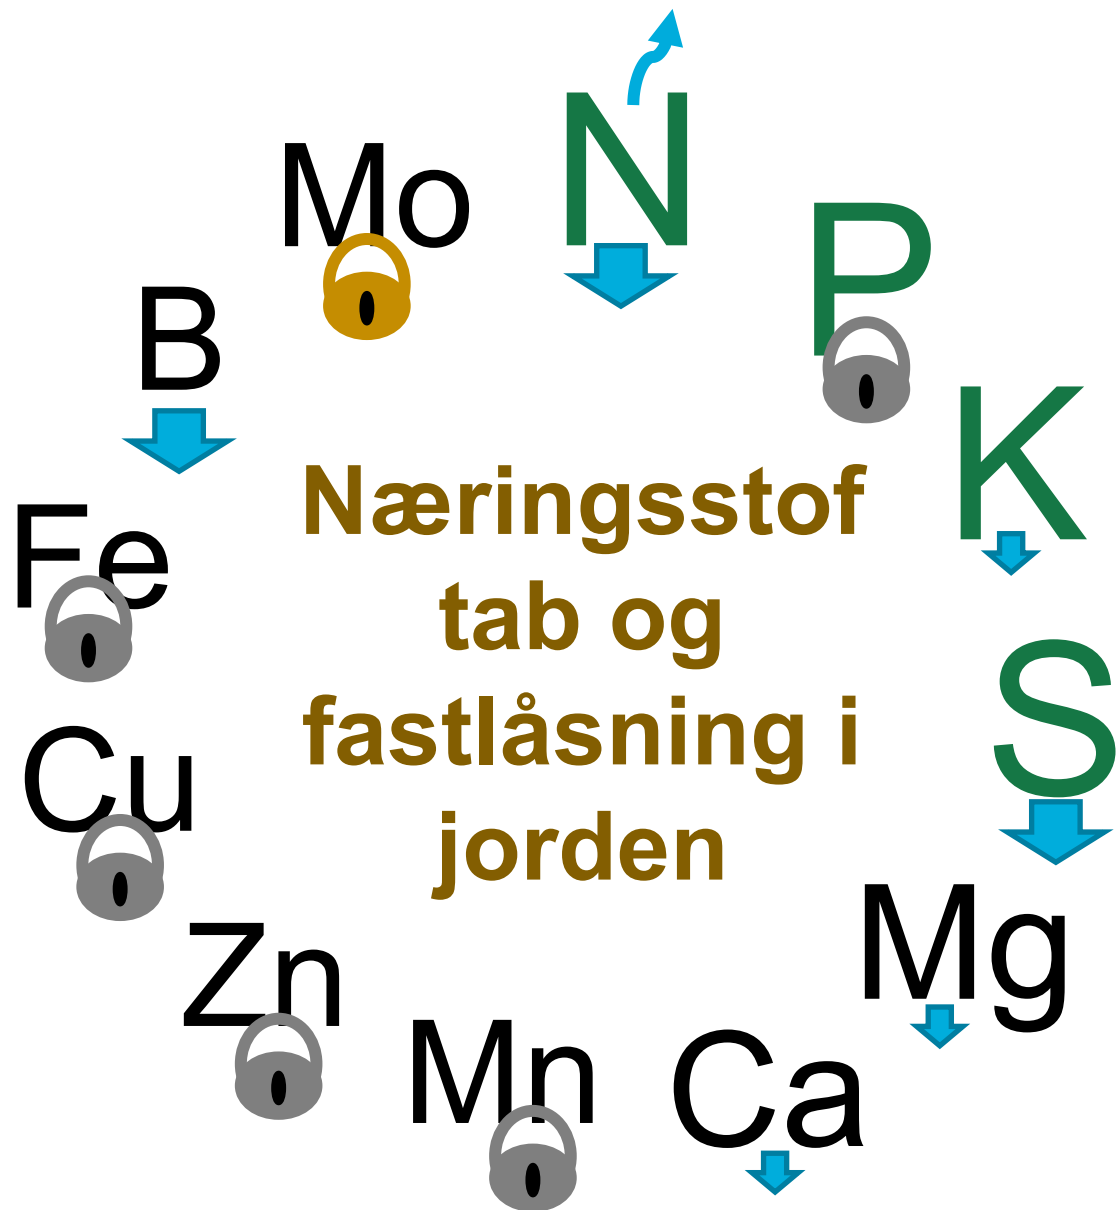 N
P
K
S
Mg
Ca
Mn
Zn
Cu
Fe
B
Mo
Næringsstof
tab og
fastlåsning i
jorden